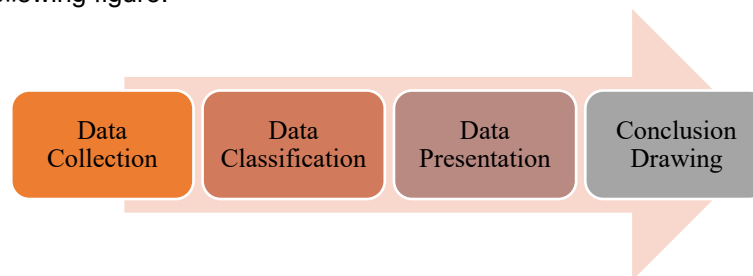 following figure.
Data
Collection
Data
Classification
Data
Presentation
Conclusion
Drawing